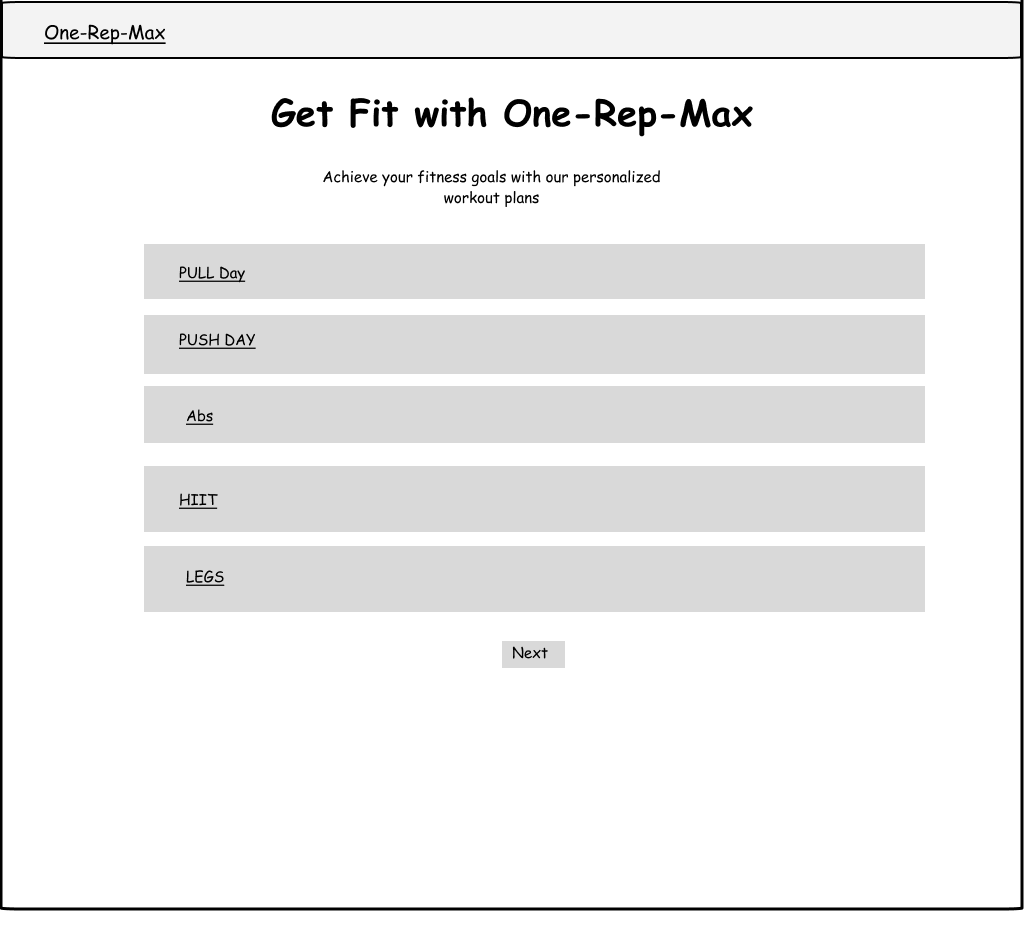 One-Rep-Max
Get Fit with One-Rep-Max
Achieve your fitness goals with our personalized
workout plans
PULL Day
PUSH DAY
Abs
HIIT
LEGS
Next